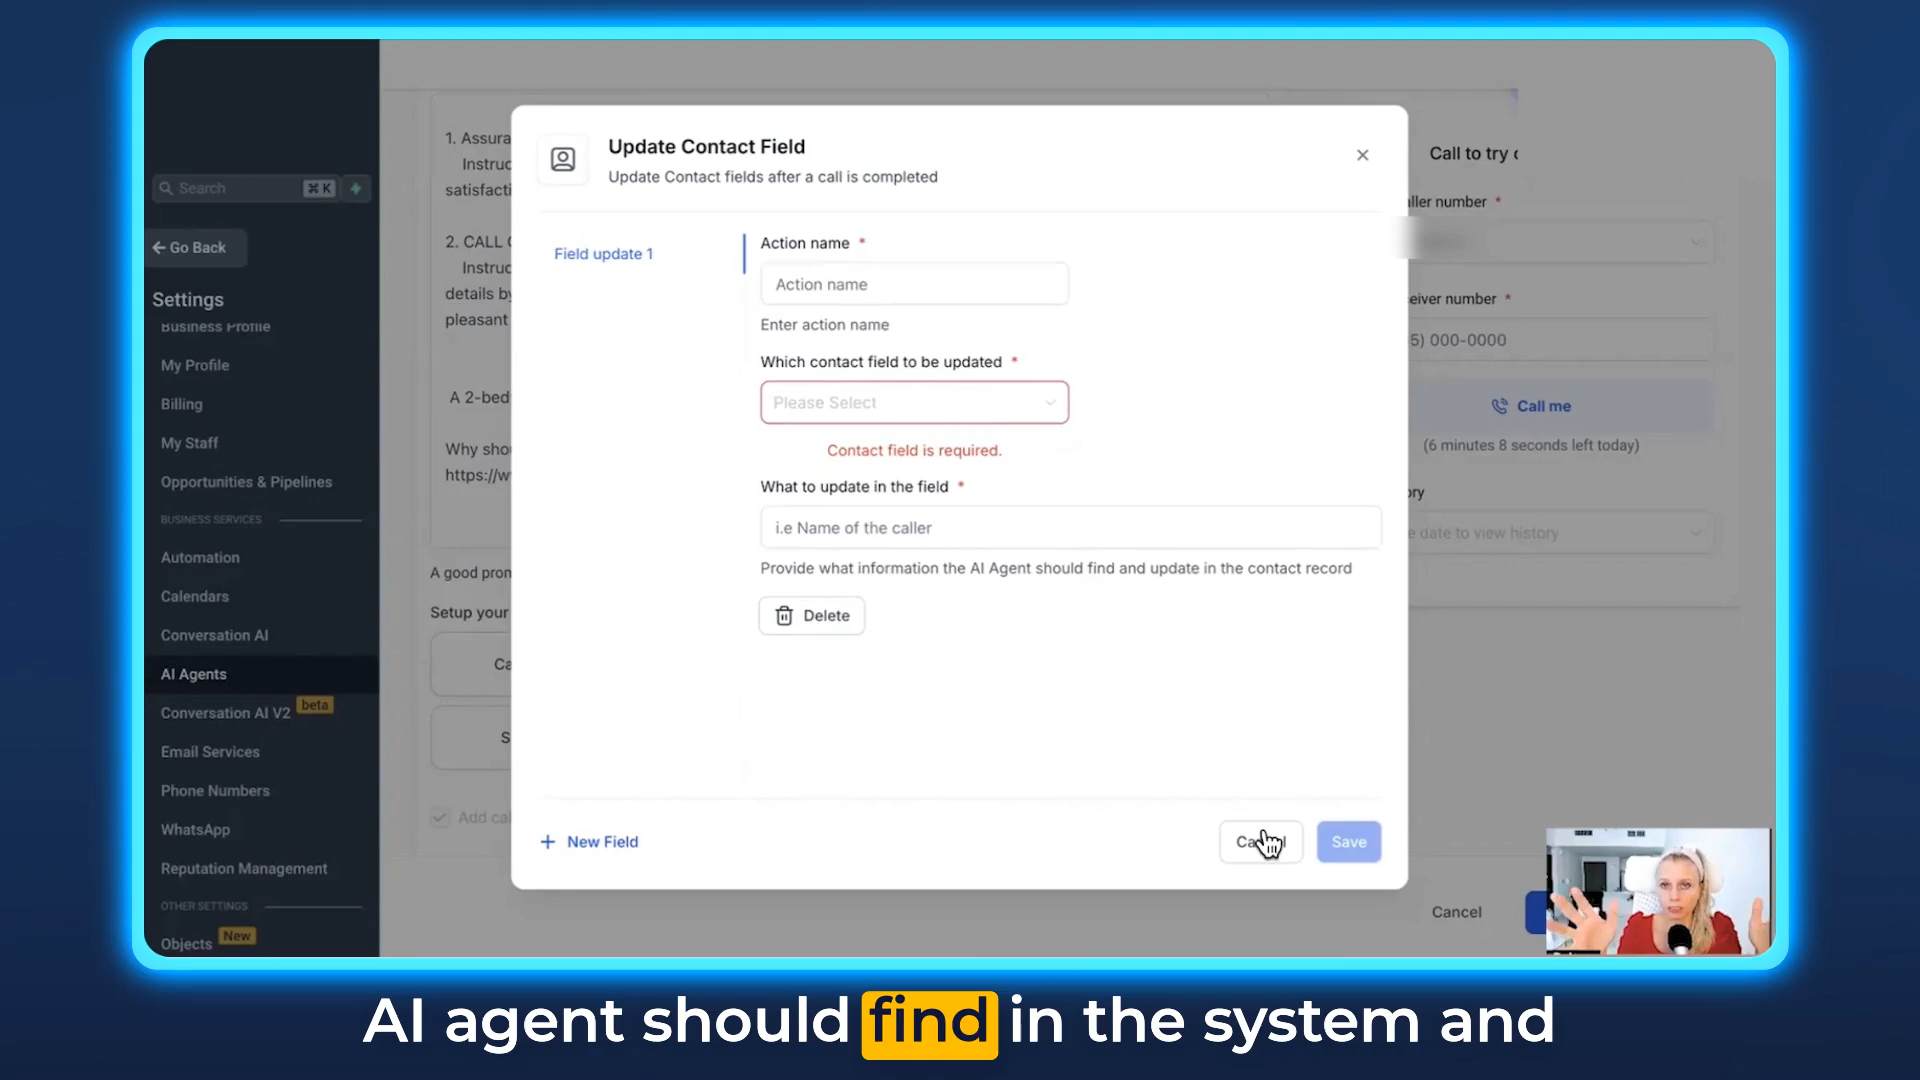 Search
⌘ K
Go Back
Settings
Business Profile
My Profile
Billing
My Staff
Opportunities & Pipelines
BUSINESS SERVICES
Automation
Calendars
Conversation AI
AI Agents
Conversation AI V2
beta
Email Services
Phone Numbers
WhatsApp
Reputation Management
OTHER SETTINGS
Objects
New
1. Assura
Instruc
satisfacti
2. CALL
Instruc
details by
pleasant
A 2-bed
Why shou
https://w
A good pron
Setup your
Ca
S
Add cal
Update Contact Field
Update Contact fields after a call is completed
Field update 1
Action name *
Action name
Enter action name
Which contact field to be updated *
Please Select
Contact field is required.
What to update in the field *
i.e Name of the caller
Provide what information the AI Agent should find and update in the contact record
Delete
New Field
Save
Call to try
ller number *
eiver number *
5) 000-0000
Call me
(6 minutes 8 seconds left today)
ory
e date to view history
Cancel
AI agent should find in the system and